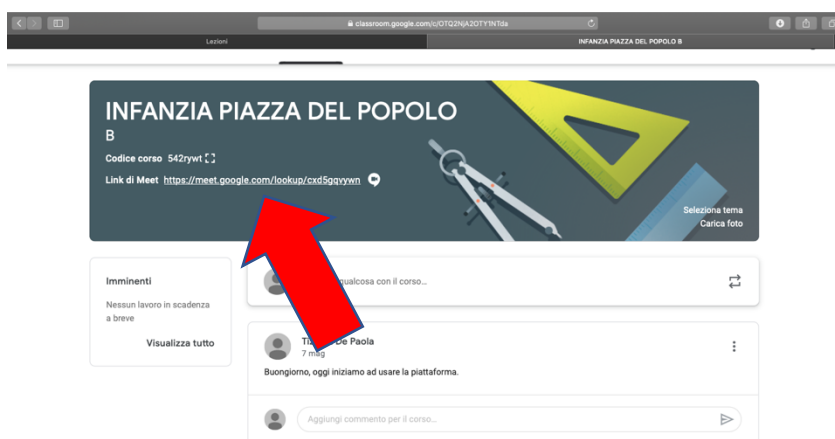 classroom.google.com/c/OTQ2NjA2OTY1NTda
Lezioni
INFANZIA PIAZZA DEL POPOLO B
INFANZIA PIAZZA DEL POPOLO
B
Codice corso 542rywt
Link di Meet https://meet.google.com/lookup/cxd5gqvywn
Seleziona tema
Carica foto
Imminenti
Nessun lavoro in scadenza
a breve
Visualizza tutto
qualcosa con il corso...
De Paola
7 mag
Buongiorno, oggi iniziamo ad usare la piattaforma.
Aggiungi commento per il corso...